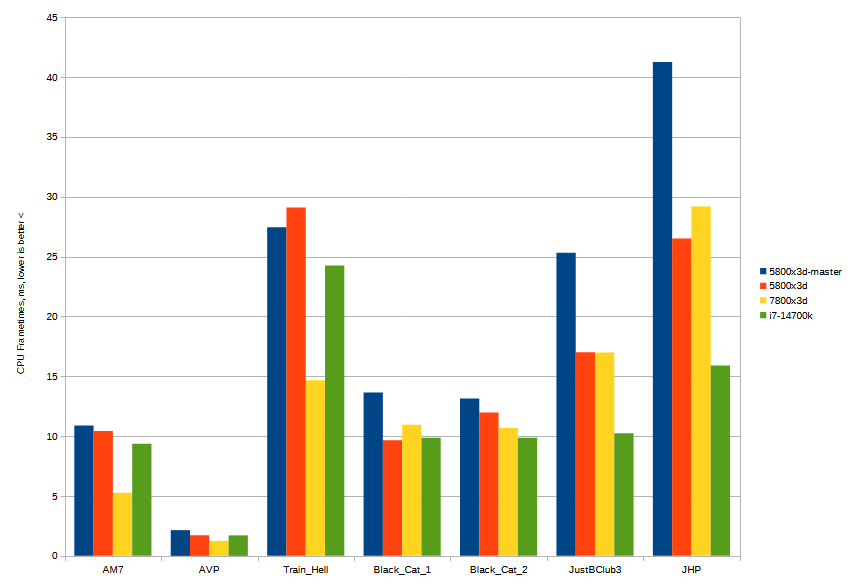 45
40
35
30
25
20
15
10
5
0
CPU Frametimes, ms, lower is better <
AM7
AVP
Train_Hell
Black_Cat_1
Black_Cat_2
JustBClub3
JHP
5800x3d-master
5800x3d
7800x3d
i7-14700k